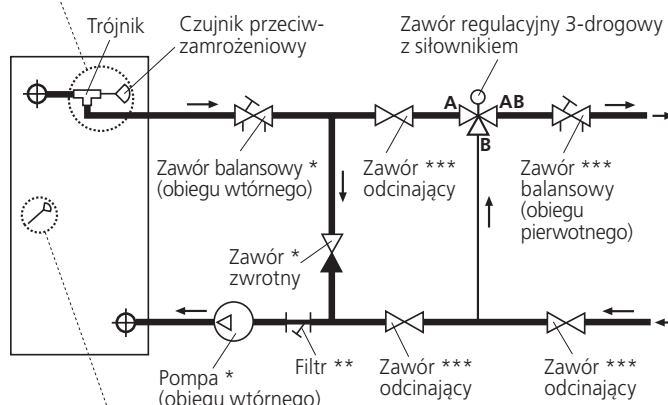 Trójnik
Czujnik przeciw-
zamrożeniowy
Zawór regulacyjny 3-drogowy
z siłownikiem
A
AB
B
Zawór balansowy *
(obiegu wtórnego)
Zawór ***
odcinający
Zawór ***
balansowy
(obiegu
pierwotnego)
Zawór *
zwrotny
Pompa *
(obiegu wtórnego)
Filtr **
Zawór ***
odcinający
Zawór ***
odcinający